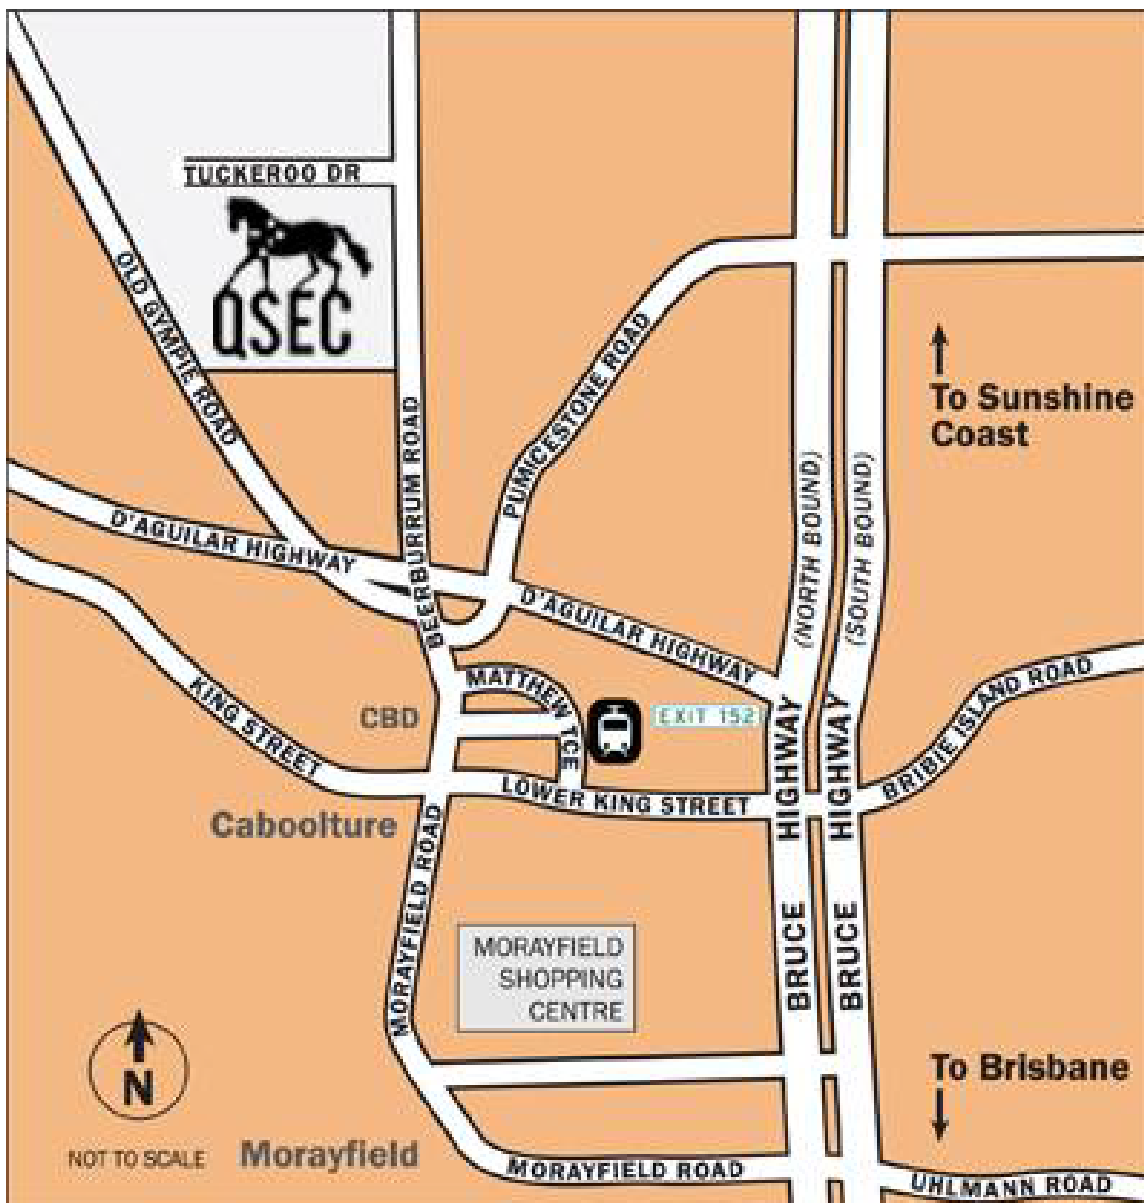 TUCKEROO DR
QSEC
OLD GYMPIE ROAD
PUMICESTONE ROAD
To Sunshine
Coast
BEERBURRUM ROAD
(NORTH BOUND)
(SOUTH BOUND)
D'AGUILAR HIGHWAY
D'AGUILAR HIGHWAY
BRIBIE ISLAND ROAD
MATTHEW TCE
KING STREET
CBD
EXIT 152
LOWER KING STREET
BRUCE HIGHWAY
BRUCE HIGHWAY
Caboolture
MORAYFIELD ROAD
MORAYFIELD
SHOPPING
CENTRE
N
To Brisbane
NOT TO SCALE
Morayfield
MORAYFIELD ROAD
UHLMANN ROAD